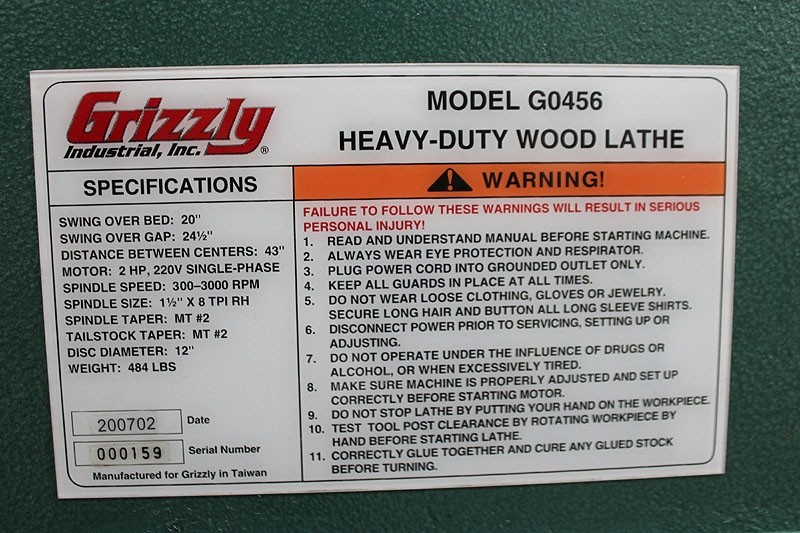 Grizzly
Industrial, Inc. ®
MODEL G0456
HEAVY-DUTY WOOD LATHE
SPECIFICATIONS
SWING OVER BED: 20"
SWING OVER GAP: 24½"
DISTANCE BETWEEN CENTERS: 43"
MOTOR: 2 HP, 220V SINGLE-PHASE
SPINDLE SPEED: 300–3000 RPM
SPINDLE SIZE: 1½" X 8 TPI RH
SPINDLE TAPER: MT #2
TAILSTOCK TAPER: MT #2
DISC DIAMETER: 12"
WEIGHT: 484 LBS
200702 Date
000159 Serial Number
Manufactured for Grizzly in Taiwan
WARNING!
FAILURE TO FOLLOW THESE WARNINGS WILL RESULT IN SERIOUS
PERSONAL INJURY!
1. READ AND UNDERSTAND MANUAL BEFORE STARTING MACHINE.
2. ALWAYS WEAR EYE PROTECTION AND RESPIRATOR.
3. PLUG POWER CORD INTO GROUNDED OUTLET ONLY.
4. KEEP ALL GUARDS IN PLACE AT ALL TIMES.
5. DO NOT WEAR LOOSE CLOTHING, GLOVES OR JEWELRY.
SECURE LONG HAIR AND BUTTON ALL LONG SLEEVE SHIRTS.
6. DISCONNECT POWER PRIOR TO SERVICING, SETTING UP OR
ADJUSTING.
7. DO NOT OPERATE UNDER THE INFLUENCE OF DRUGS OR
ALCOHOL, OR WHEN EXCESSIVELY TIRED.
8. MAKE SURE MACHINE IS PROPERLY ADJUSTED AND SET UP
CORRECTLY BEFORE STARTING MOTOR.
9. DO NOT STOP LATHE BY PUTTING YOUR HAND ON THE WORKPIECE.
10. TEST TOOL POST CLEARANCE BY ROTATING WORKPIECE BY
HAND BEFORE STARTING LATHE.
11. CORRECTLY GLUE TOGETHER AND CURE ANY GLUED STOCK
BEFORE TURNING.